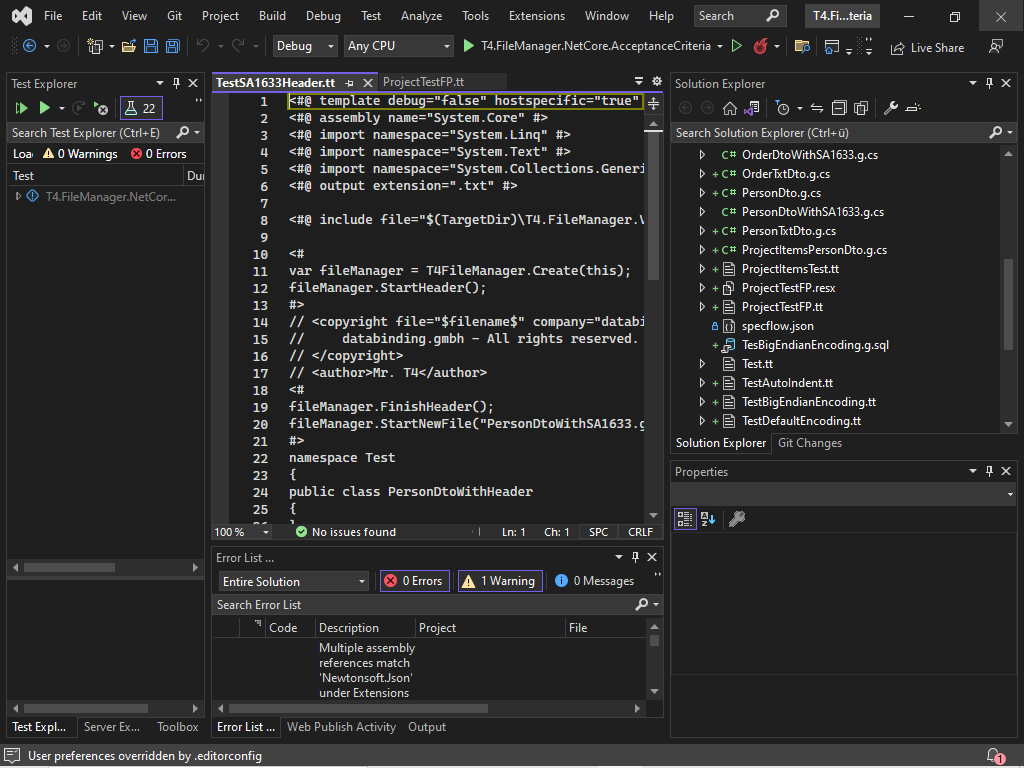 File Edit View Git Project Build Debug Test Analyze Tools Extensions Window Help Search T4.Fi...teria
Debug Any CPU T4.FileManager.NetCore.AcceptanceCriteria Live Share
Test Explorer
22
Search Test Explorer (Ctrl+E)
0 Warnings 0 Errors
Test Dur
T4.FileManager.NetCor...
Test Expl... Server Ex... Toolbox
TestSA1633Header.tt ProjectTestFP.tt
1 <#@ template debug="false" hostspecific="true"
2 <#@ assembly name="System.Core" #>
3 <#@ import namespace="System.Linq" #>
4 <#@ import namespace="System.Text" #>
5 <#@ import namespace="System.Collections.Generi
6 <#@ output extension=".txt" #>
7
8 <#@ include file="$(TargetDir)\T4.FileManager.V
9
10 <#
11 var fileManager = T4FileManager.Create(this);
12 fileManager.StartHeader();
13 #>
14 // <copyright file="$filename$" company="databi
15 // databinding.gmbh - All rights reserved.
16 // </copyright>
17 // <author>Mr. T4</author>
18 <#
19 fileManager.FinishHeader();
20 fileManager.StartNewFile("PersonDtoWithSA1633.g
21 #>
22 namespace Test
23 {
24 public class PersonDtoWithHeader
25 {
100 % No issues found Ln: 1 Ch: 1 SPC CRLF
Error List ...
Entire Solution 0 Errors 1 Warning 0 Messages
Search Error List
Code Description Project File
Multiple assembly
references match
'Newtonsoft.Json'
under Extensions
Error List ... Web Publish Activity Output
Solution Explorer
Search Solution Explorer (Ctrl+ü)
C# OrderDtoWithSA1633.g.cs
+ C# OrderTxtDto.g.cs
+ C# PersonDto.g.cs
C# PersonDtoWithSA1633.g.cs
+ C# PersonTxtDto.g.cs
+ C# ProjectItemsPersonDto.g.cs
+ ProjectItemsTest.tt
+ ProjectTestFP.resx
+ ProjectTestFP.tt
specflow.json
+ TesBigEndianEncoding.g.sql
Test.tt
+ TestAutoIndent.tt
+ TestBigEndianEncoding.tt
+ TestDefaultEncoding.tt
Solution Explorer Git Changes
Properties
User preferences overridden by .editorconfig 1